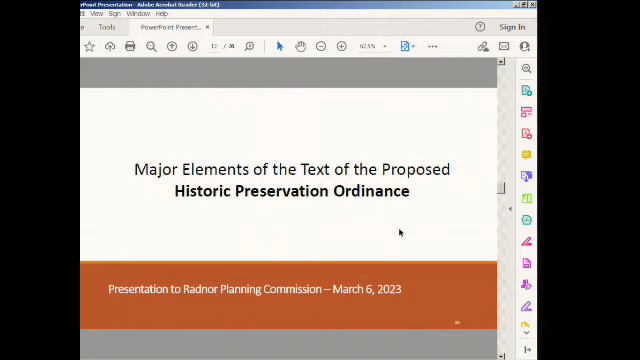 PowerPoint Presentation - Adobe Acrobat Reader (32-bit)
View Sign Window Help
Tools PowerPoint Present... × Sign In
12 / 26 62.5%
Major Elements of the Text of the Proposed
Historic Preservation Ordinance
Presentation to Radnor Planning Commission – March 6, 2023